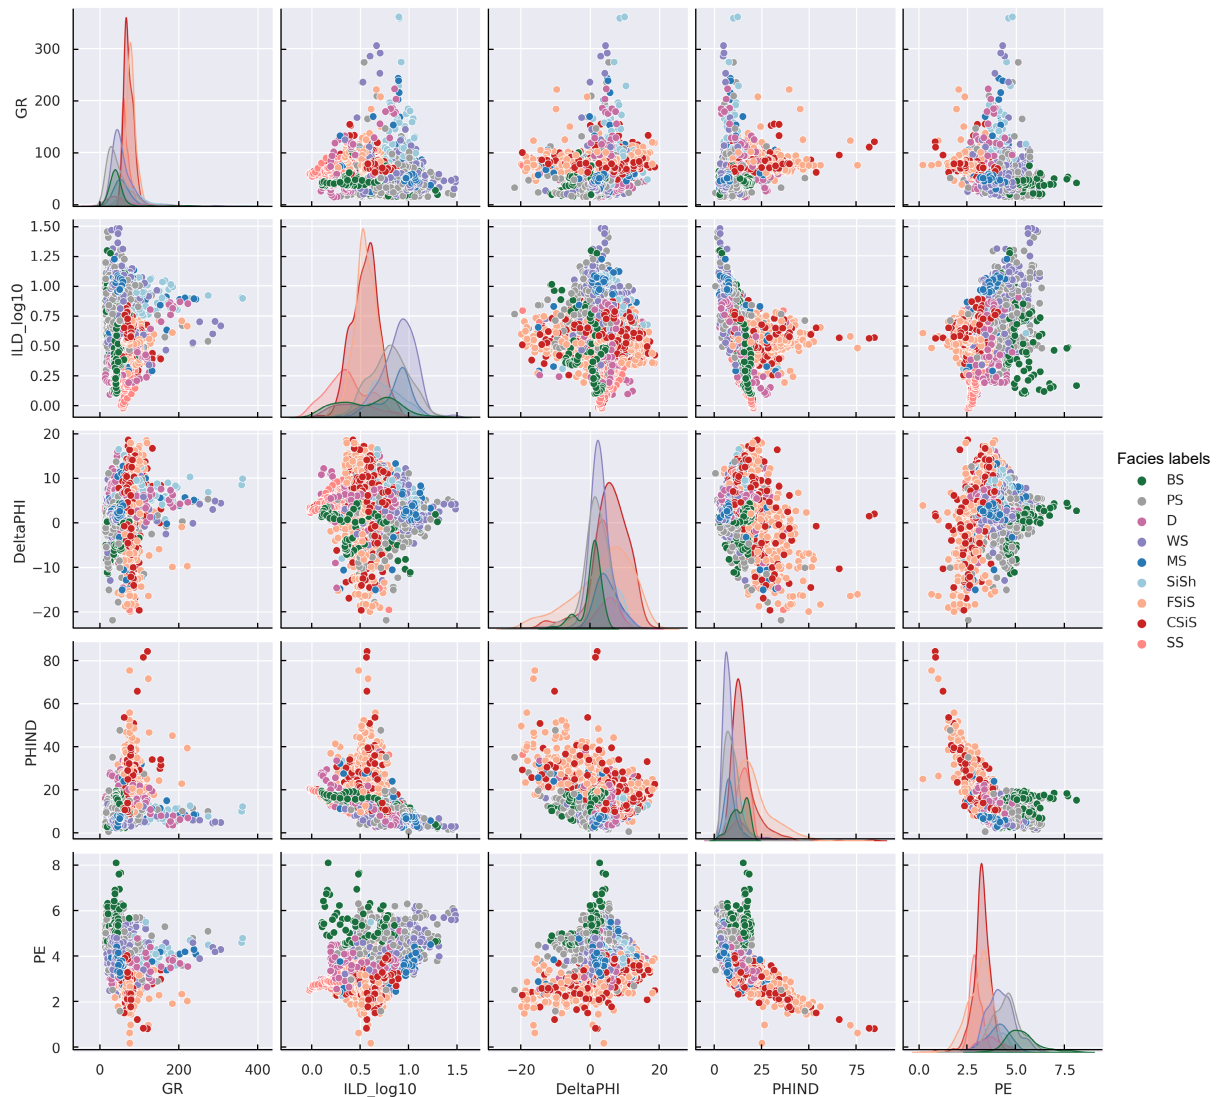 300
200
100
0
GR
1.50
1.25
1.00
0.75
0.50
0.25
0.00
ILD_log10
20
10
0
−10
−20
DeltaPHI
80
60
40
20
0
PHIND
8
6
4
2
0
PE
0 200 400
GR
0.0 0.5 1.0 1.5
ILD_log10
−20 0 20
DeltaPHI
0 25 50 75
PHIND
0.0 2.5 5.0 7.5
PE
Facies labels
BS
PS
D
WS
MS
SiSh
FSiS
CSiS
SS